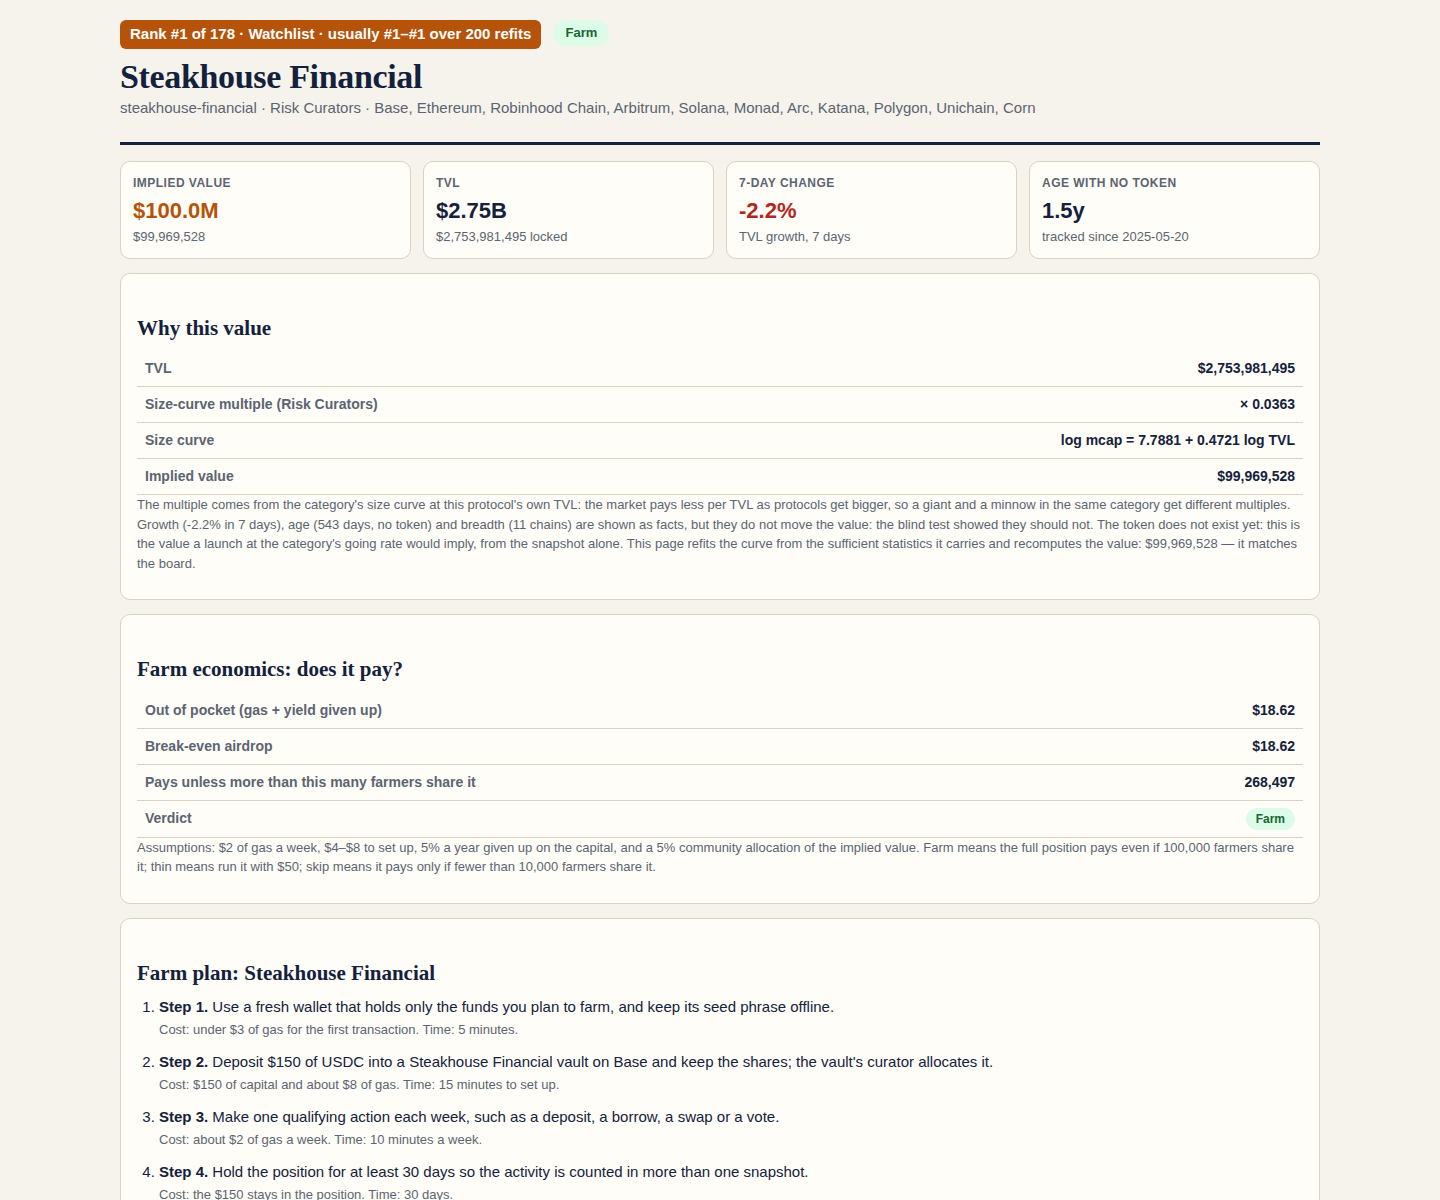 Rank #1 of 178 · Watchlist · usually #1–#1 over 200 refits
Farm
Steakhouse Financial
steakhouse-financial · Risk Curators · Base, Ethereum, Robinhood Chain, Arbitrum, Solana, Monad, Arc, Katana, Polygon, Unichain, Corn
IMPLIED VALUE
$100.0M
$99,969,528
TVL
$2.75B
$2,753,981,495 locked
7-DAY CHANGE
-2.2%
TVL growth, 7 days
AGE WITH NO TOKEN
1.5y
tracked since 2025-05-20
Why this value
TVL $2,753,981,495
Size-curve multiple (Risk Curators) × 0.0363
Size curve log mcap = 7.7881 + 0.4721 log TVL
Implied value $99,969,528
The multiple comes from the category's size curve at this protocol's own TVL: the market pays less per TVL as protocols get bigger, so a giant and a minnow in the same category get different multiples.
Growth (-2.2% in 7 days), age (543 days, no token) and breadth (11 chains) are shown as facts, but they do not move the value: the blind test showed they should not. The token does not exist yet: this is
the value a launch at the category's going rate would imply, from the snapshot alone. This page refits the curve from the sufficient statistics it carries and recomputes the value: $99,969,528 — it matches
the board.
Farm economics: does it pay?
Out of pocket (gas + yield given up) $18.62
Break-even airdrop $18.62
Pays unless more than this many farmers share it 268,497
Verdict Farm
Assumptions: $2 of gas a week, $4–$8 to set up, 5% a year given up on the capital, and a 5% community allocation of the implied value. Farm means the full position pays even if 100,000 farmers share
it; thin means run it with $50; skip means it pays only if fewer than 10,000 farmers share it.
Farm plan: Steakhouse Financial
1. Step 1. Use a fresh wallet that holds only the funds you plan to farm, and keep its seed phrase offline.
Cost: under $3 of gas for the first transaction. Time: 5 minutes.
2. Step 2. Deposit $150 of USDC into a Steakhouse Financial vault on Base and keep the shares; the vault's curator allocates it.
Cost: $150 of capital and about $8 of gas. Time: 15 minutes to set up.
3. Step 3. Make one qualifying action each week, such as a deposit, a borrow, a swap or a vote.
Cost: about $2 of gas a week. Time: 10 minutes a week.
4. Step 4. Hold the position for at least 30 days so the activity is counted in more than one snapshot.
Cost: the $150 stays in the position. Time: 30 days.